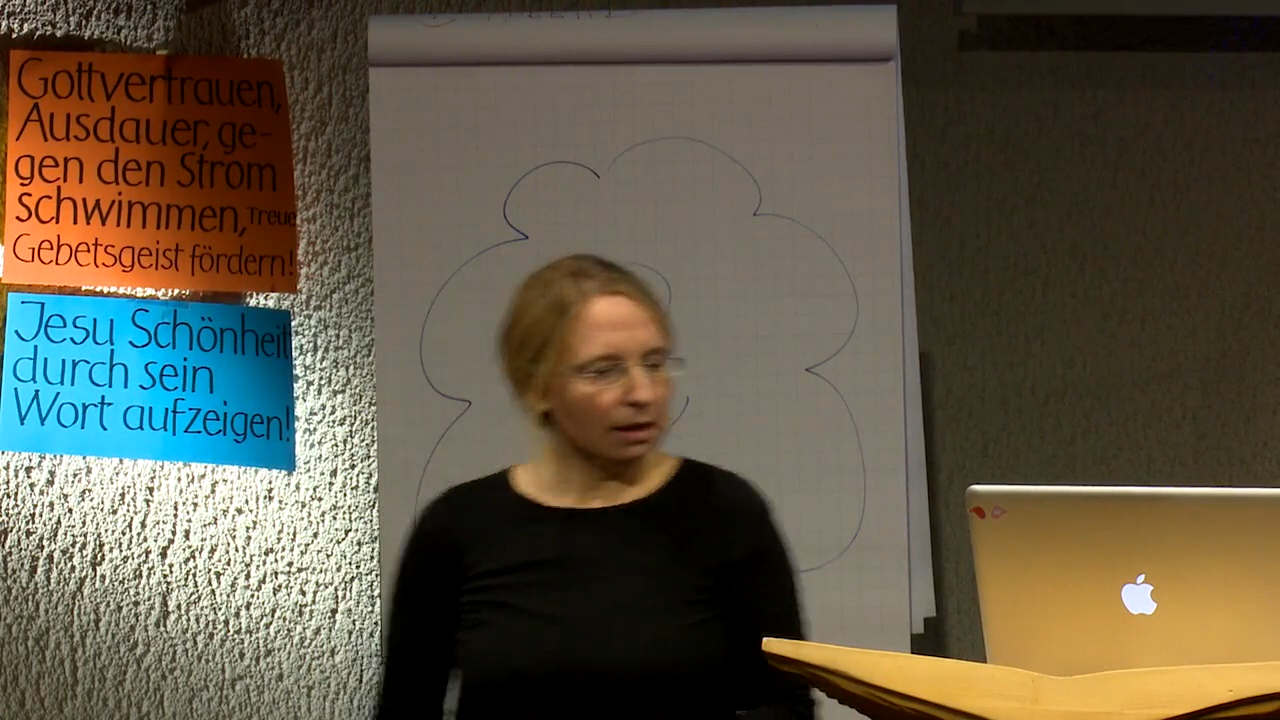 Gottvertrauen,
Ausdauer, ge-
gen den Strom
schwimmen, Treue
Gebetsgeist fördern!
Jesu Schönheit
durch sein
Wort aufzeigen!